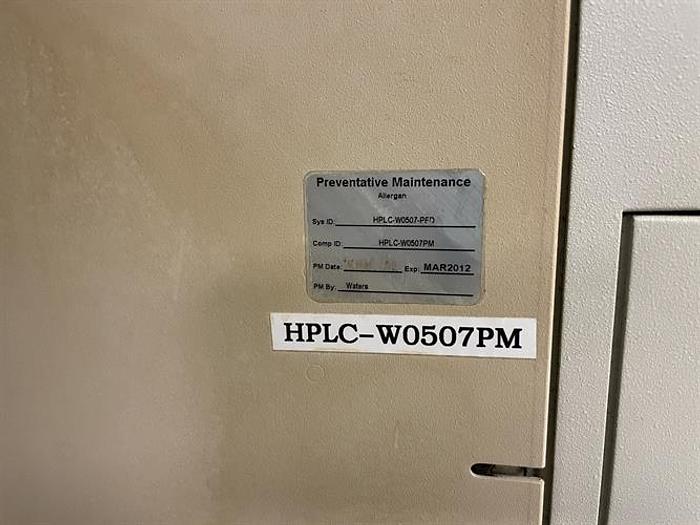 Preventative Maintenance
Allergan
Sys ID: HPLC-W0507-PFD
Comp ID: HPLC-W0507PM
PM Date: Exp: MAR2012
PM By: Waters
HPLC-W0507PM